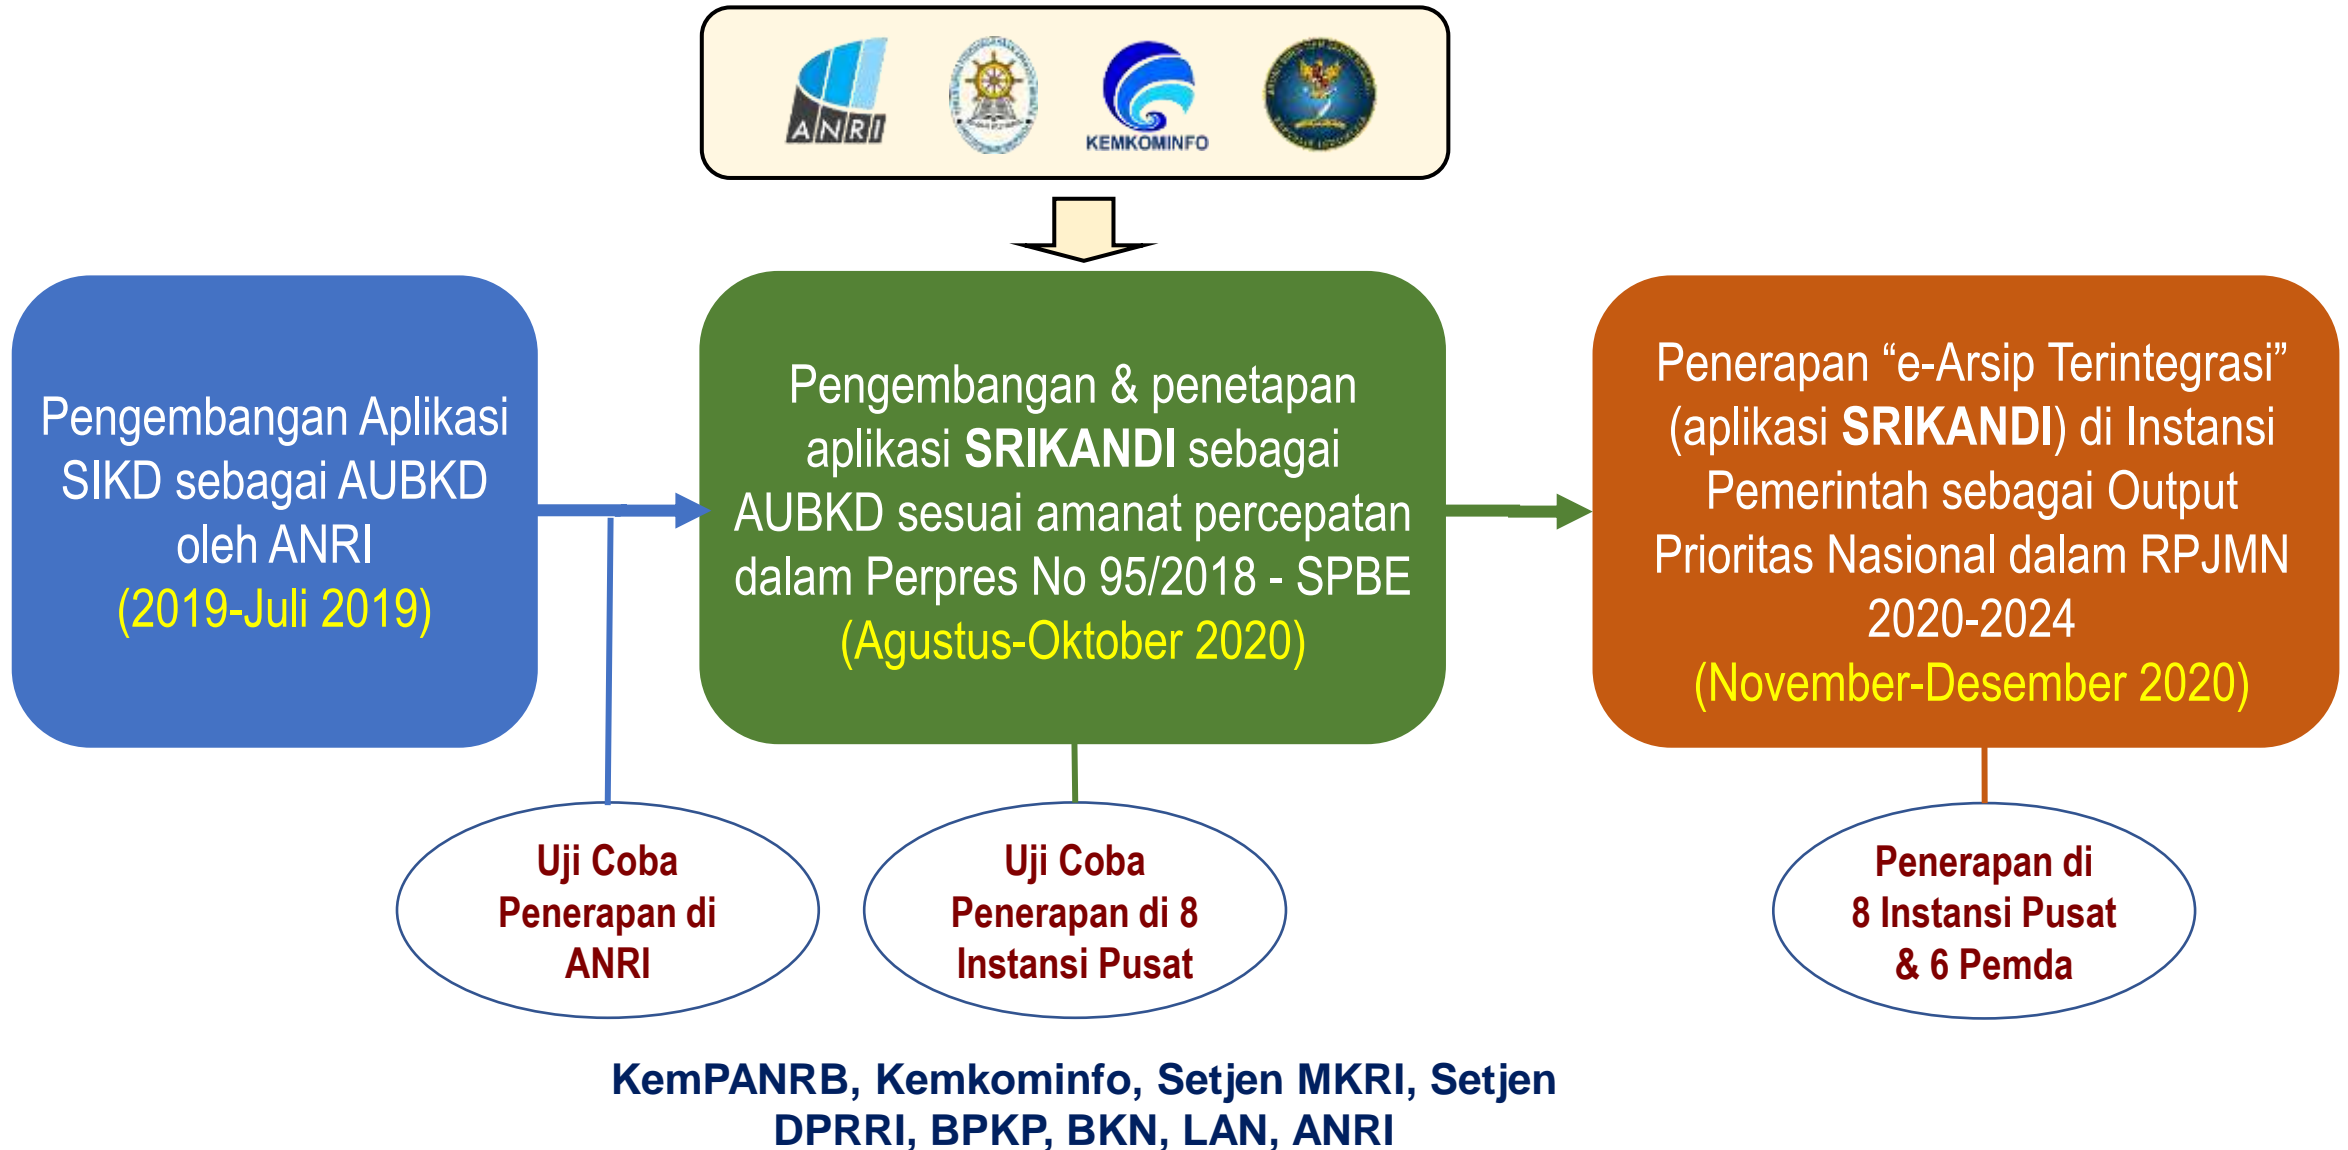 ANRI
KEMKOMINFO
Pengembangan Aplikasi
SIKD sebagai AUBKD
oleh ANRI
(2019-Juli 2019)
Pengembangan & penetapan
aplikasi SRIKANDI sebagai
AUBKD sesuai amanat percepatan
dalam Perpres No 95/2018 - SPBE
(Agustus-Oktober 2020)
Penerapan “e-Arsip Terintegrasi”
(aplikasi SRIKANDI) di Instansi
Pemerintah sebagai Output
Prioritas Nasional dalam RPJMN
2020-2024
(November-Desember 2020)
Uji Coba
Penerapan di
ANRI
Uji Coba
Penerapan di 8
Instansi Pusat
Penerapan di
8 Instansi Pusat
& 6 Pemda
KemPANRB, Kemkominfo, Setjen MKRI, Setjen
DPRRI, BPKP, BKN, LAN, ANRI